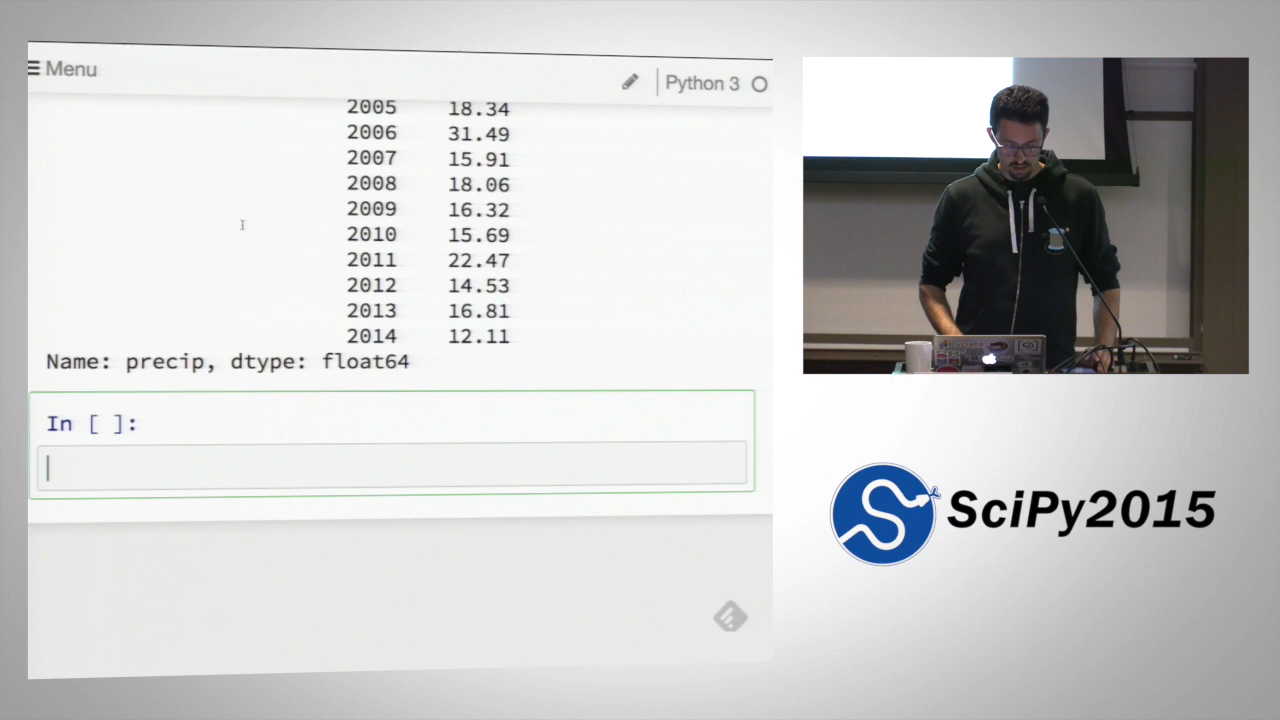 Menu
Python 3
2005 18.34
2006 31.49
2007 15.91
2008 18.06
2009 16.32
2010 15.69
2011 22.47
2012 14.53
2013 16.81
2014 12.11
Name: precip, dtype: float64
In [ ]:
SciPy2015
PyData